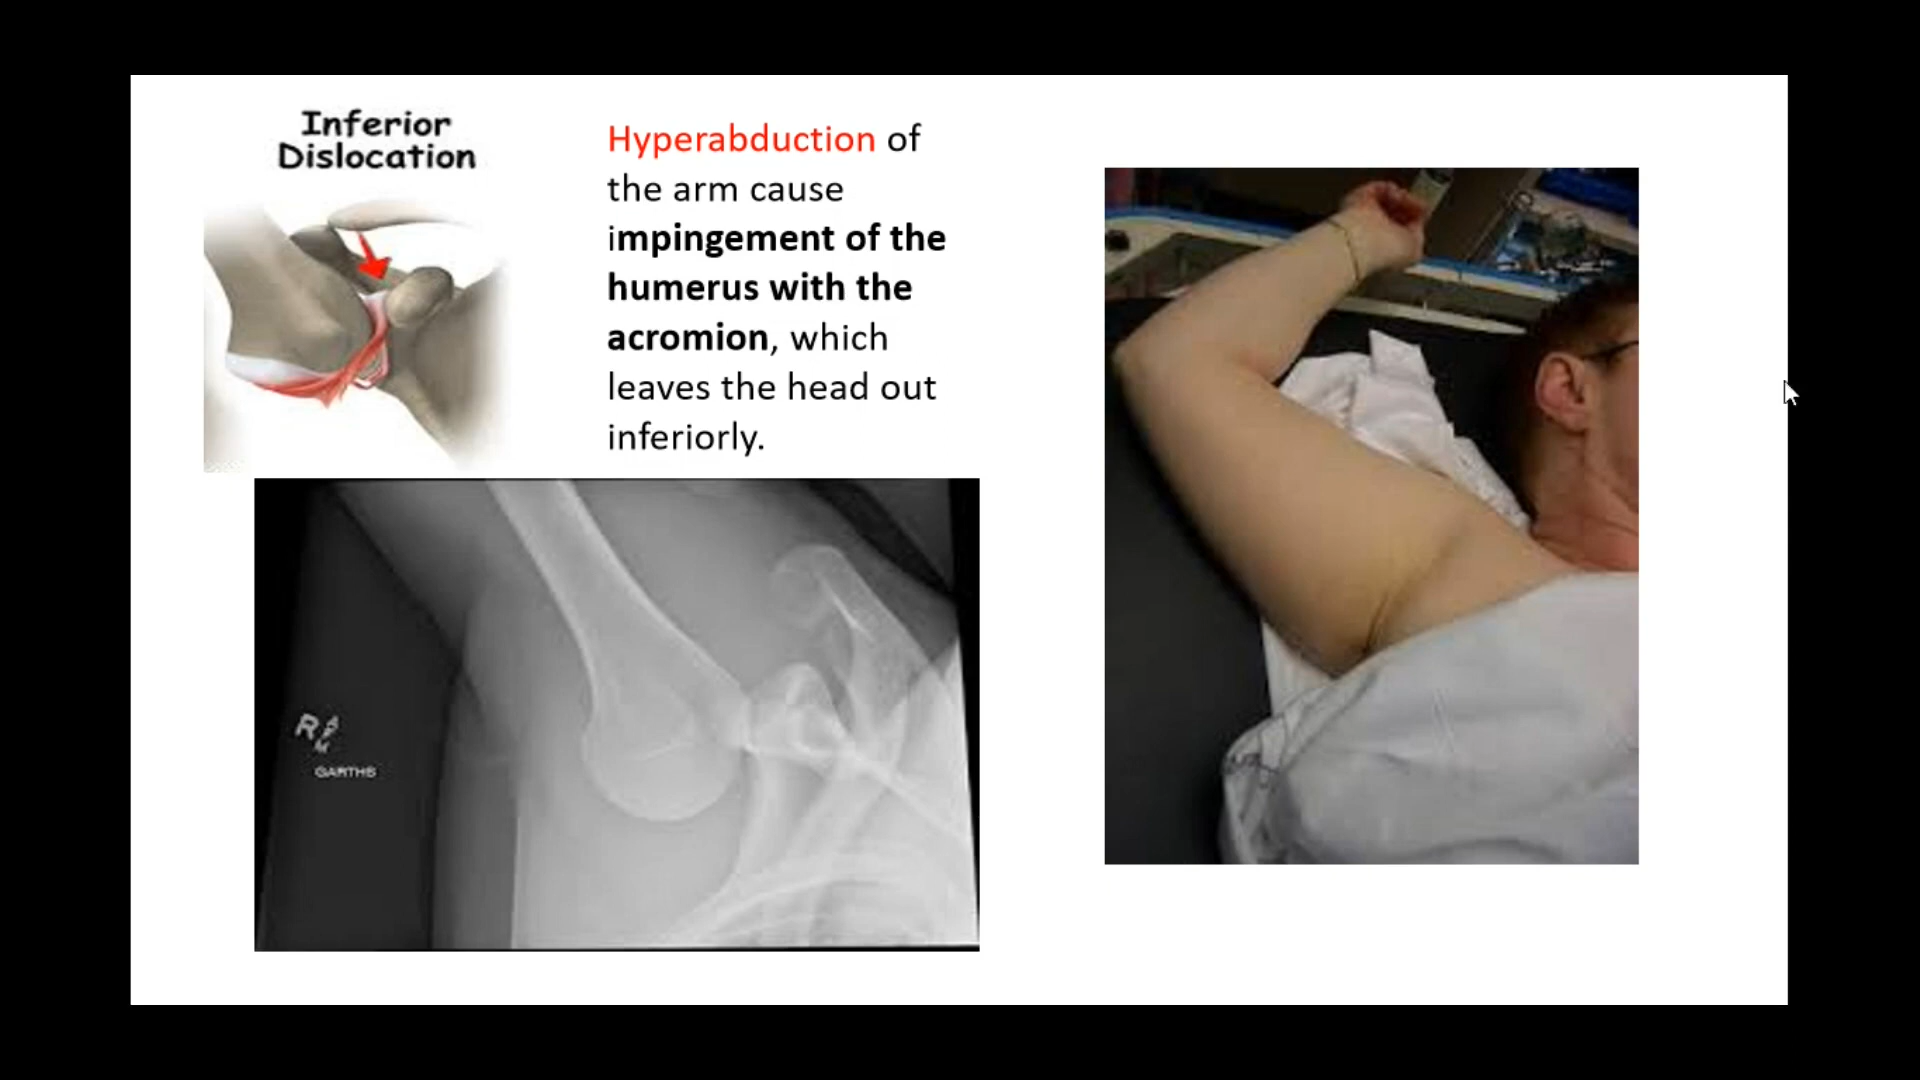 Inferior
Dislocation
Hyperabduction of
the arm cause
impingement of the
humerus with the
acromion, which
leaves the head out
inferiorly.
R
GARTHS